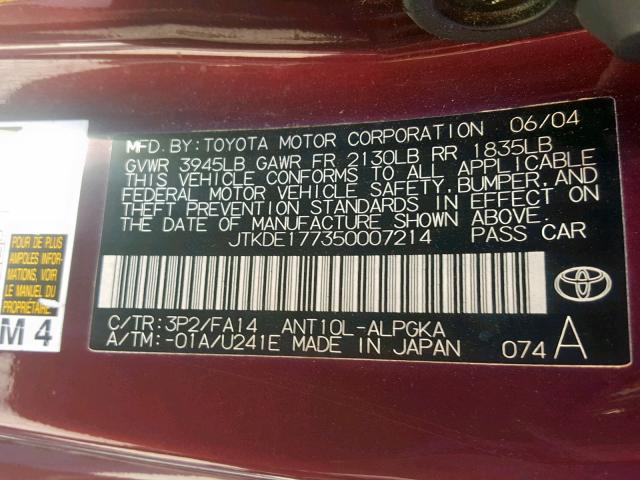 MFD. BY: TOYOTA MOTOR CORPORATION 06/04
GVWR 3945LB GAWR FR 2130LB RR 1835LB
THIS VEHICLE CONFORMS TO ALL APPLICABLE
FEDERAL MOTOR VEHICLE SAFETY, BUMPER, AND
THEFT PREVENTION STANDARDS IN EFFECT ON
THE DATE OF MANUFACTURE SHOWN ABOVE.
JTKDE177350007214 PASS CAR
C/TR: 3P2/FA14 ANT10L-ALPGKA
A/TM: -01A/U241E MADE IN JAPAN 074 A
POUR DE PLUS
AMPLES INFOR-
MATIONS, VOIR
LE MANUEL DU
PROPRIÉTAIRE.
M 4